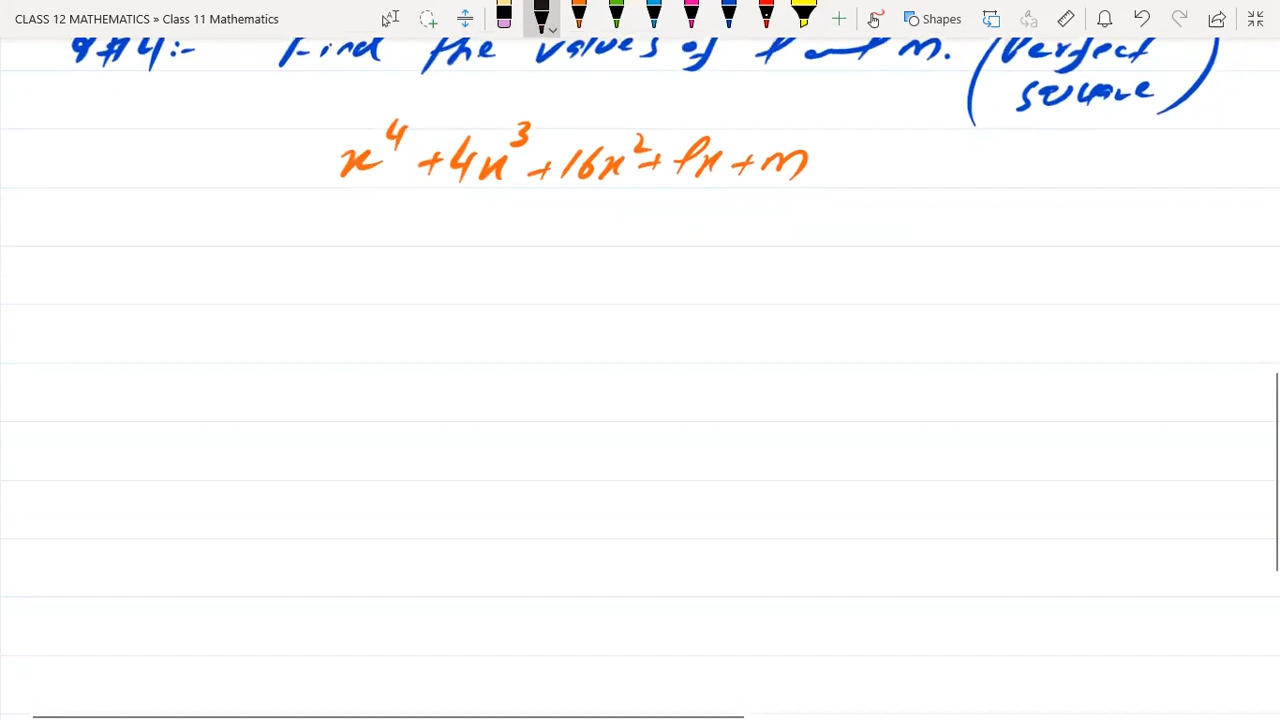 CLASS 12 MATHEMATICS » Class 11 Mathematics
Shapes
Q#4:- Find the values of l and m. (Perfect
square)
x⁴ + 4x³ + 16x² + lx + m